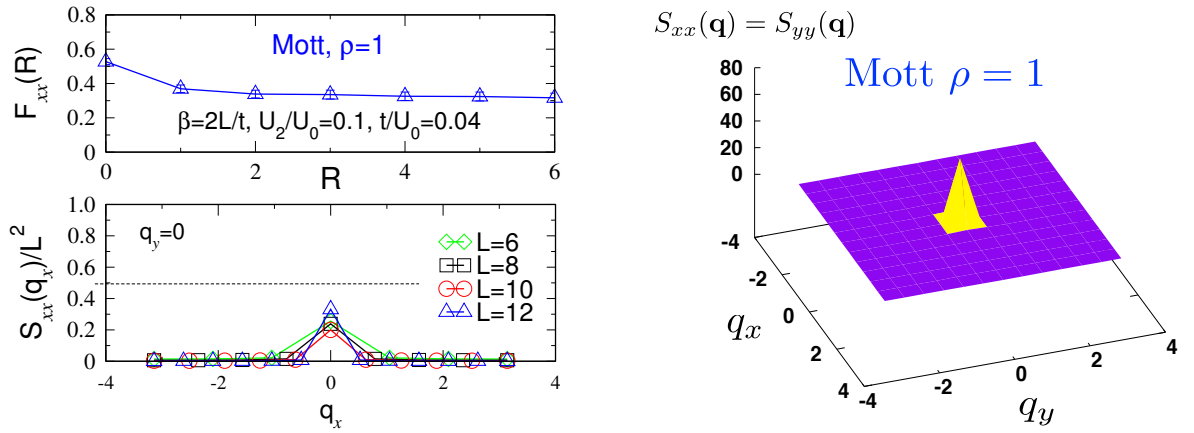 0.8
0.6
0.4
0.2
0
F_xx(R)
Mott, ρ=1
β=2L/t, U_2/U_0=0.1, t/U_0=0.04
0 2 4 6
R
1.0
0.8
0.6
0.4
0.2
0
S_xx(q_x)/L^2
q_y=0
L=6
L=8
L=10
L=12
-4 -2 0 2 4
q_x
S_xx(q) = S_yy(q)
Mott ρ = 1
80
60
40
20
0
-4
-2
0
2
4
q_x
-4
-2
0
2
4
q_y